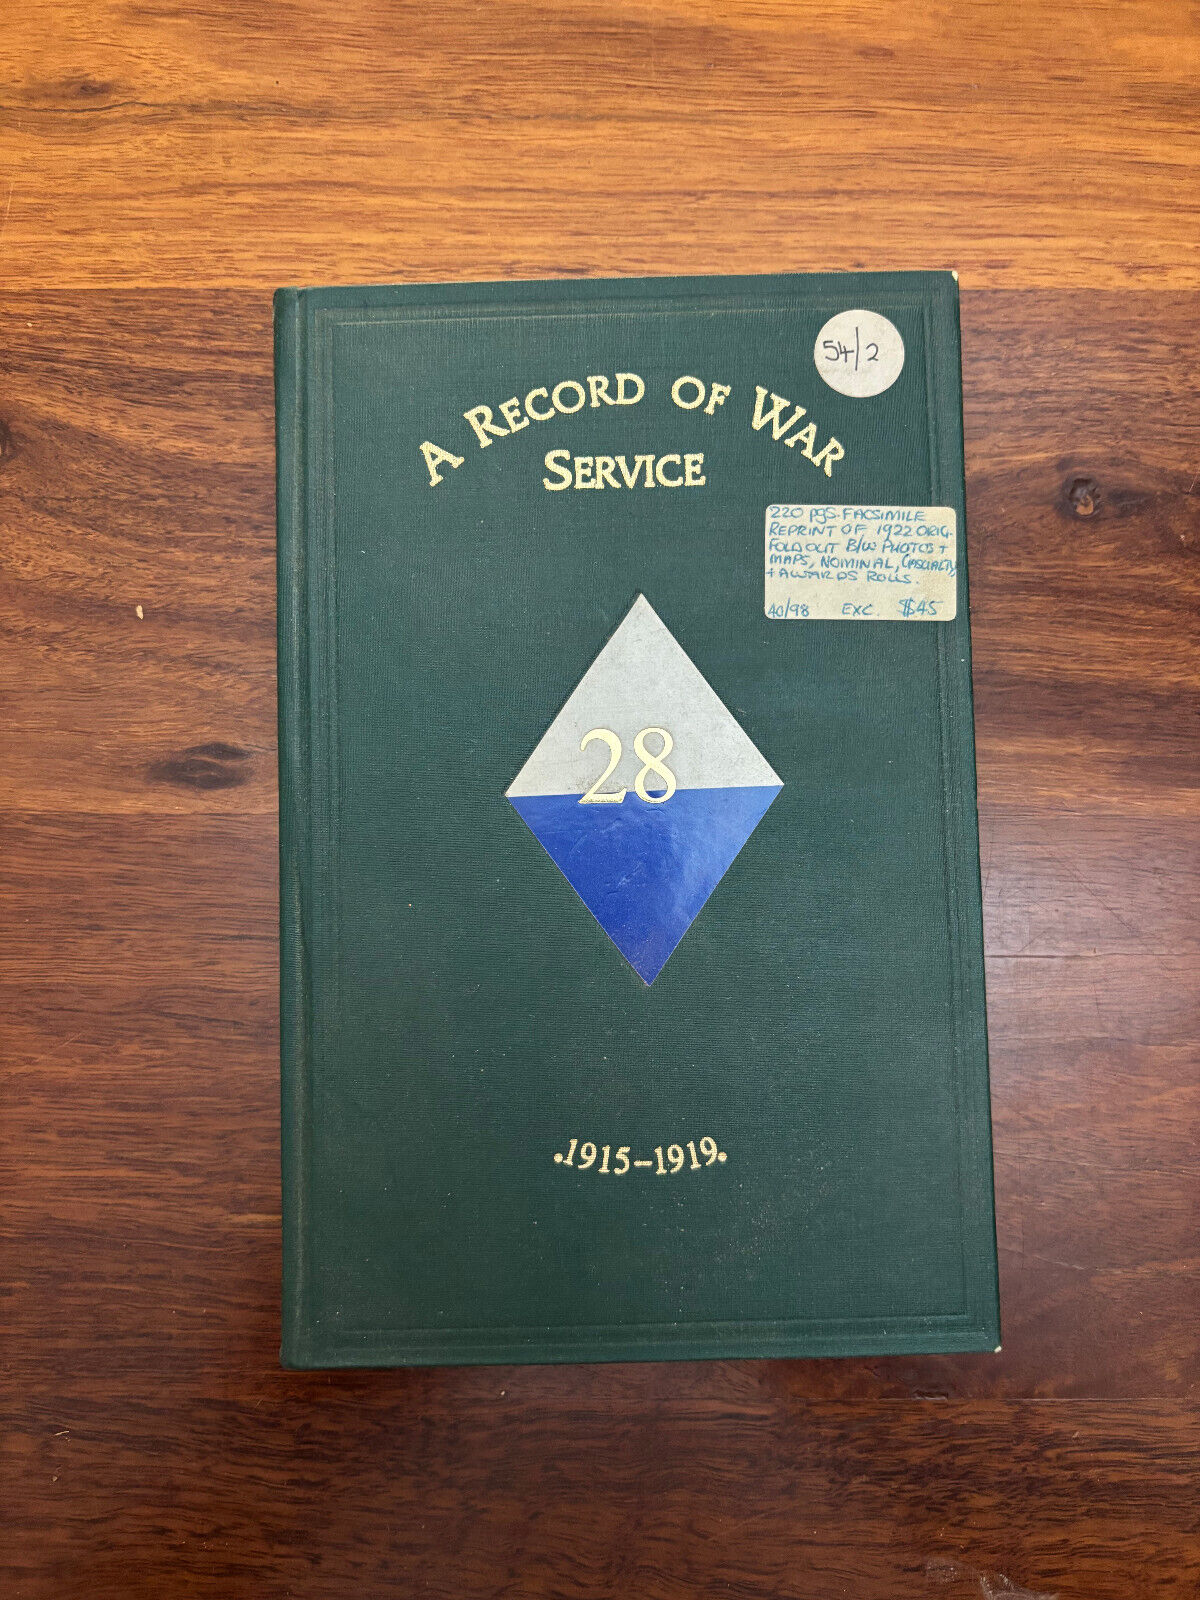 54/2
A RECORD OF WAR
SERVICE
220 pgs. FACSIMILE
REPRINT OF 1922 ORIG.
FOLD OUT B/W PHOTOS +
MAPS, NOMINAL, CASUALTY
+ AWARDS ROLLS.
40/98 EXC. $45
28
.1915–1919.